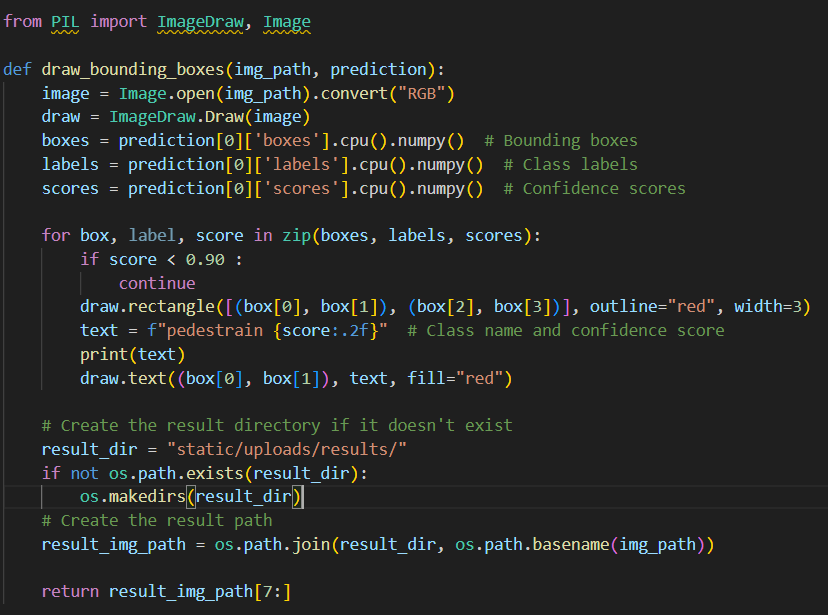 from PIL import ImageDraw, Image

def draw_bounding_boxes(img_path, prediction):
    image = Image.open(img_path).convert("RGB")
    draw = ImageDraw.Draw(image)
    boxes = prediction[0]['boxes'].cpu().numpy()  # Bounding boxes
    labels = prediction[0]['labels'].cpu().numpy()  # Class labels
    scores = prediction[0]['scores'].cpu().numpy()  # Confidence scores

    for box, label, score in zip(boxes, labels, scores):
        if score < 0.90 :
            continue
        draw.rectangle([(box[0], box[1]), (box[2], box[3])], outline="red", width=3)
        text = f"pedestrain {score:.2f}"  # Class name and confidence score
        print(text)
        draw.text((box[0], box[1]), text, fill="red")

    # Create the result directory if it doesn't exist
    result_dir = "static/uploads/results/"
    if not os.path.exists(result_dir):
        os.makedirs(result_dir)
    # Create the result path
    result_img_path = os.path.join(result_dir, os.path.basename(img_path))

    return result_img_path[7:]